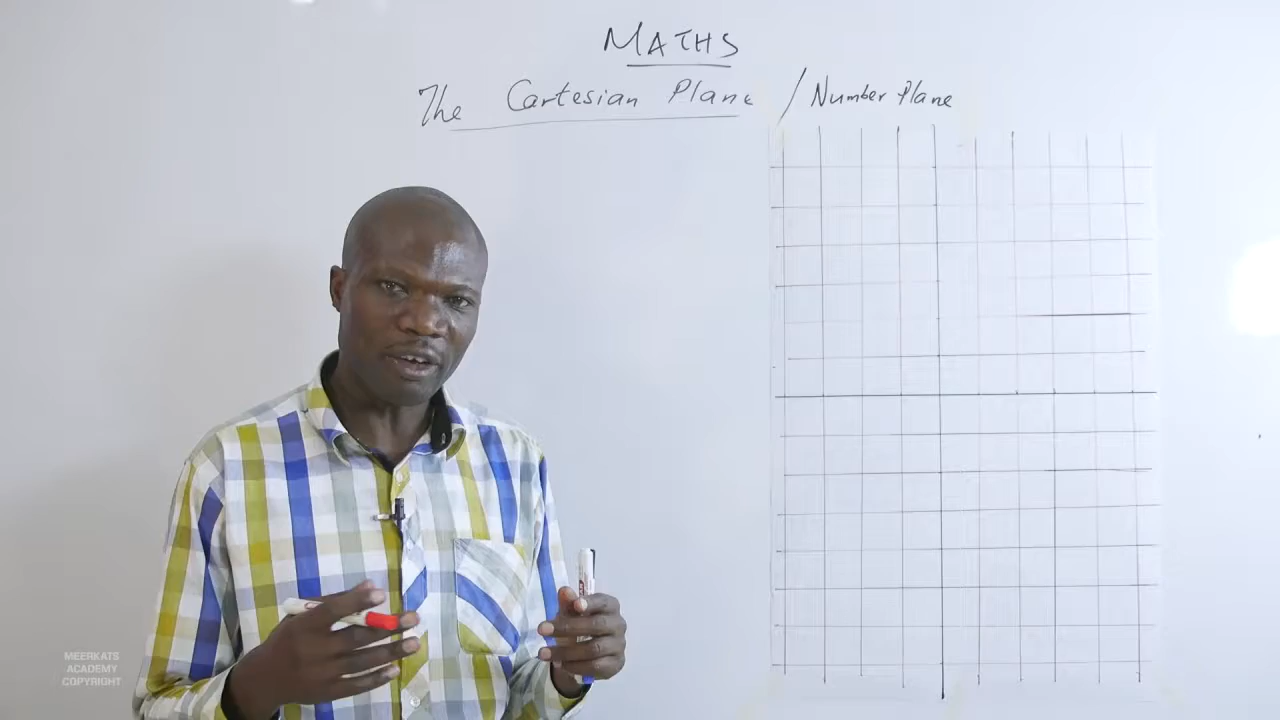 MATHS
The Cartesian Plane / Number Plane
MEERKATS
ACADEMY
COPYRIGHT